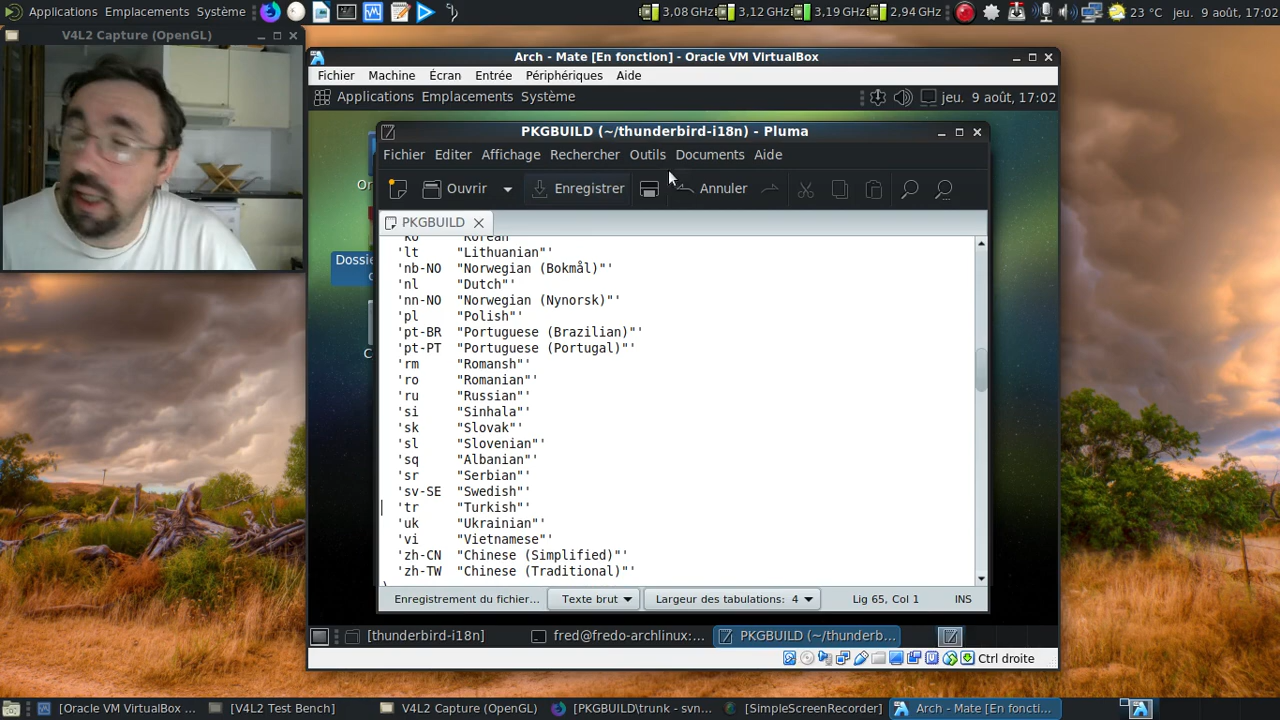 Applications Emplacements Système
3,08 GHz 3,12 GHz 3,19 GHz 2,94 GHz 23 °C jeu. 9 août, 17:02
V4L2 Capture (OpenGL)
Arch - Mate [En fonction] - Oracle VM VirtualBox
Fichier Machine Écran Entrée Périphériques Aide
Applications Emplacements Système jeu. 9 août, 17:02
PKGBUILD (~/thunderbird-i18n) - Pluma
Fichier Editer Affichage Rechercher Outils Documents Aide
Ouvrir Enregistrer Annuler
PKGBUILD
'ko "Korean"'
'lt "Lithuanian"'
'nb-NO "Norwegian (Bokmål)"'
'nl "Dutch"'
'nn-NO "Norwegian (Nynorsk)"'
'pl "Polish"'
'pt-BR "Portuguese (Brazilian)"'
'pt-PT "Portuguese (Portugal)"'
'rm "Romansh"'
'ro "Romanian"'
'ru "Russian"'
'si "Sinhala"'
'sk "Slovak"'
'sl "Slovenian"'
'sq "Albanian"'
'sr "Serbian"'
'sv-SE "Swedish"'
'tr "Turkish"'
'uk "Ukrainian"'
'vi "Vietnamese"'
'zh-CN "Chinese (Simplified)"'
'zh-TW "Chinese (Traditional)"'
)
Dossie
Enregistrement du fichier... Texte brut Largeur des tabulations: 4 Lig 65, Col 1 INS
[thunderbird-i18n] fred@fredo-archlinux:... PKGBUILD (~/thunderb...
Ctrl droite
[Oracle VM VirtualBox ... [V4L2 Test Bench] V4L2 Capture (OpenGL) [PKGBUILD\trunk - svn... [SimpleScreenRecorder] Arch - Mate [En foncti...